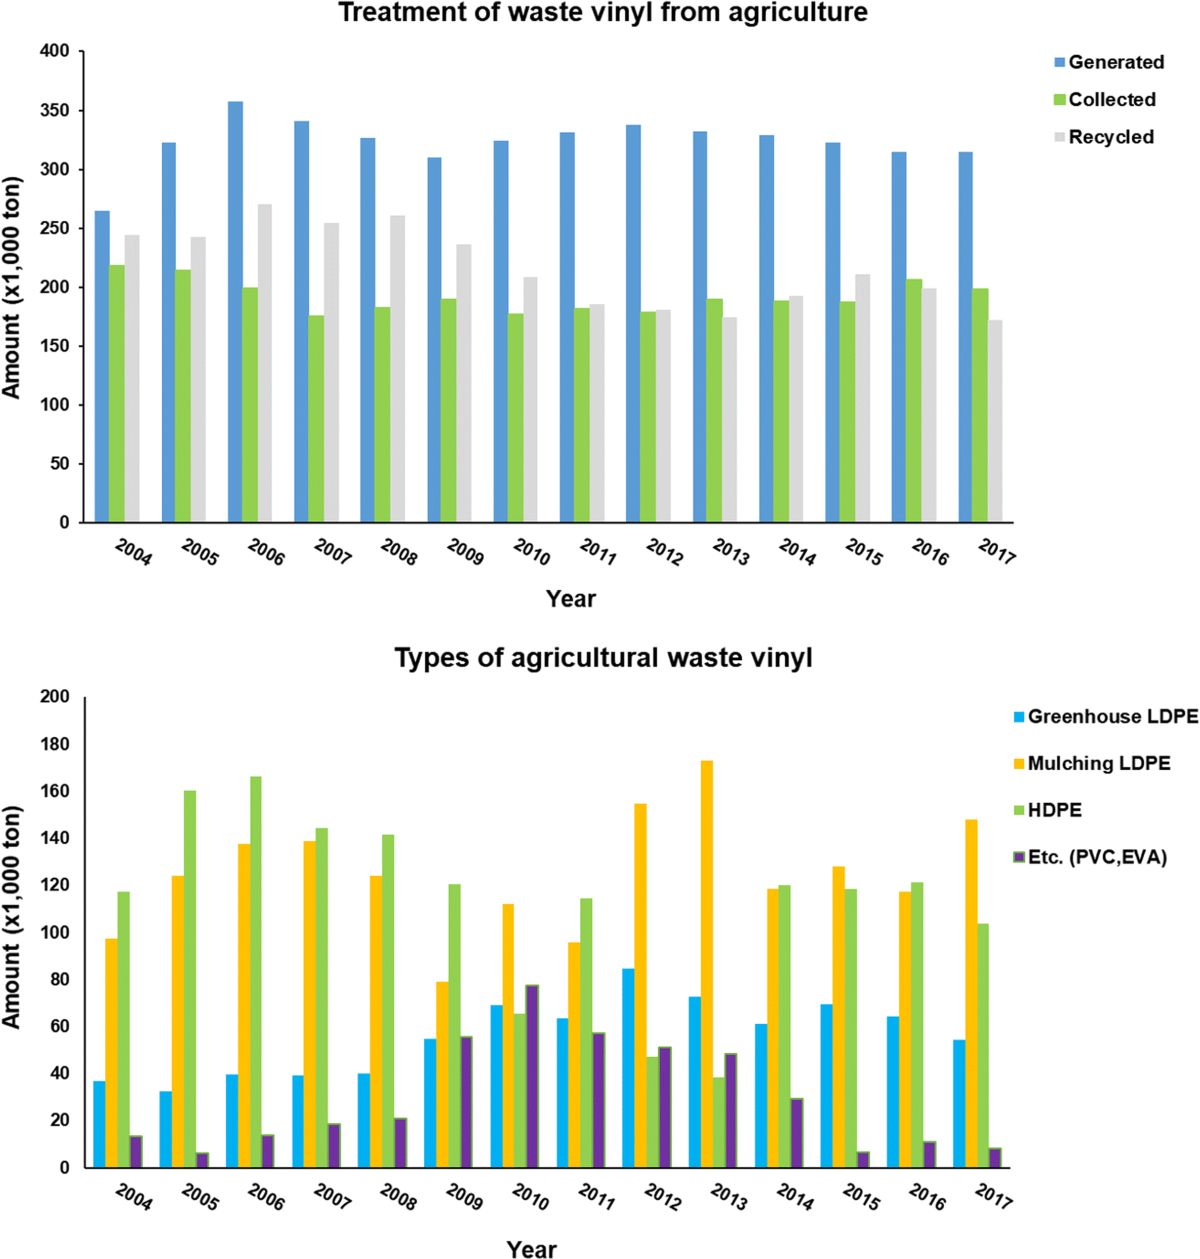 Treatment of waste vinyl from agriculture
400
350
300
250
200
150
100
50
0
Amount (x1,000 ton)
Generated
Collected
Recycled
2004 2005 2006 2007 2008 2009 2010 2011 2012 2013 2014 2015 2016 2017
Year
Types of agricultural waste vinyl
200
180
160
140
120
100
80
60
40
20
0
Amount (x1,000 ton)
Greenhouse LDPE
Mulching LDPE
HDPE
Etc. (PVC,EVA)
2004 2005 2006 2007 2008 2009 2010 2011 2012 2013 2014 2015 2016 2017
Year